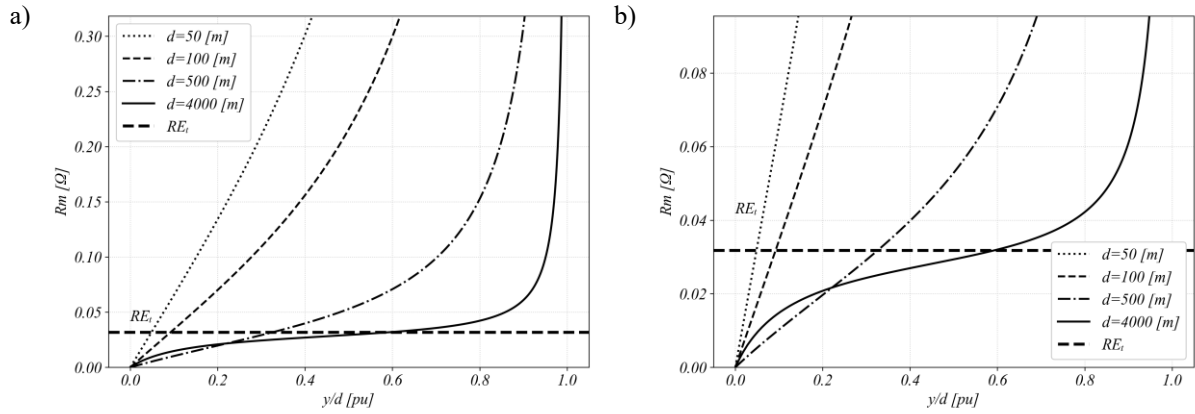 a)
Rm [Ω]
0.30
0.25
0.20
0.15
0.10
0.05
0.00
d=50 [m]
d=100 [m]
d=500 [m]
d=4000 [m]
REₜ
REₜ
0.0 0.2 0.4 0.6 0.8 1.0
y/d [pu]
b)
Rm [Ω]
0.08
0.06
0.04
0.02
0.00
REₜ
d=50 [m]
d=100 [m]
d=500 [m]
d=4000 [m]
REₜ
0.0 0.2 0.4 0.6 0.8 1.0
y/d [pu]